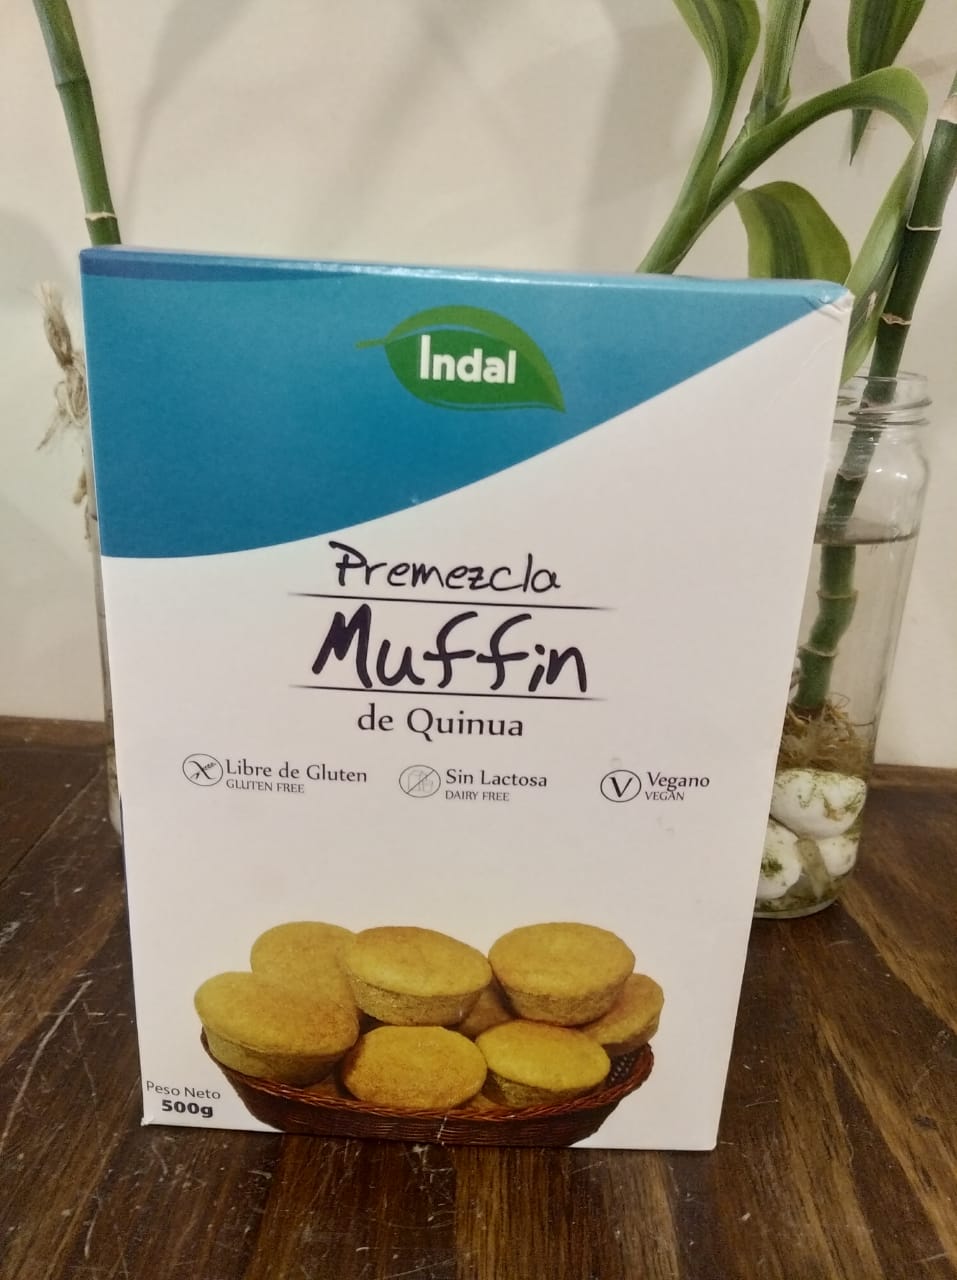 Indal
Premezcla
Muffin
de Quinua
Libre de Gluten
GLUTEN FREE
Sin Lactosa
DAIRY FREE
V
Vegano
VEGAN
Peso Neto
500g